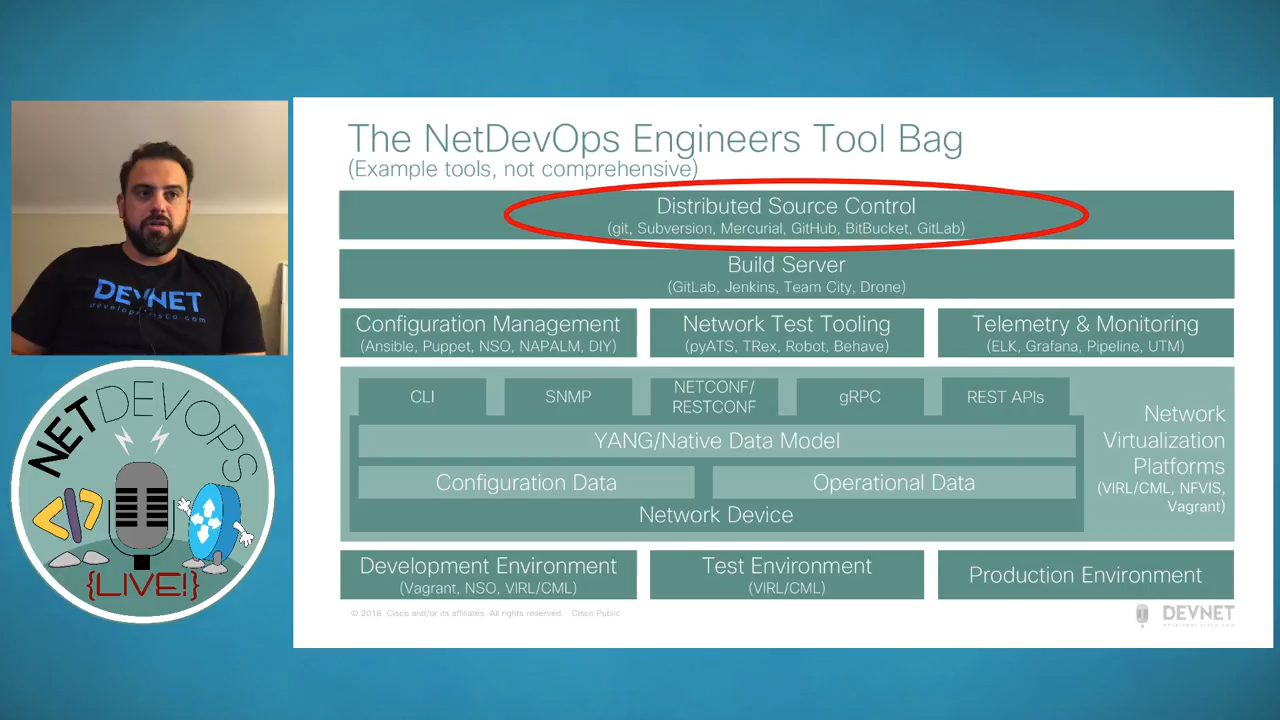 The NetDevOps Engineers Tool Bag
(Example tools, not comprehensive)
Distributed Source Control
(git, Subversion, Mercurial, GitHub, BitBucket, GitLab)
Build Server
(GitLab, Jenkins, Team City, Drone)
Configuration Management
(Ansible, Puppet, NSO, NAPALM, DIY)
Network Test Tooling
(pyATS, TRex, Robot, Behave)
Telemetry & Monitoring
(ELK, Grafana, Pipeline, UTM)
CLI
SNMP
NETCONF/
RESTCONF
gRPC
REST APIs
YANG/Native Data Model
Configuration Data
Operational Data
Network Device
Network
Virtualization
Platforms
(VIRL/CML, NFVIS,
Vagrant)
Development Environment
(Vagrant, NSO, VIRL/CML)
Test Environment
(VIRL/CML)
Production Environment
© 2018 Cisco and/or its affiliates. All rights reserved. Cisco Public
DEVNET
DEVNET
NETDEVOPS
{LIVE!}